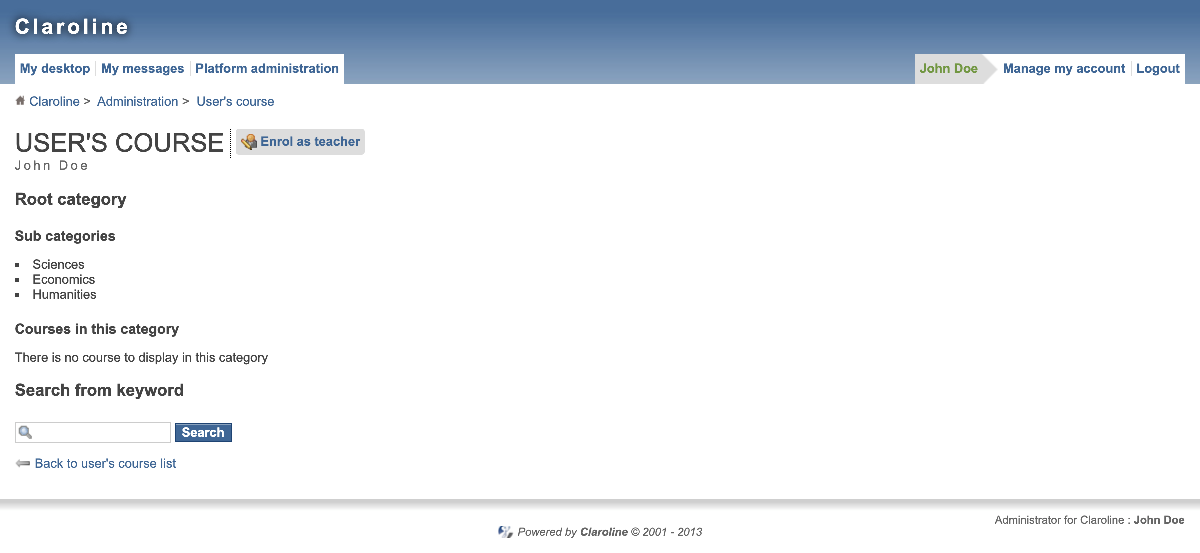 Claroline
My desktop My messages Platform administration John Doe Manage my account Logout
Claroline > Administration > User's course
USER'S COURSE Enrol as teacher
John Doe
Root category
Sub categories
Sciences
Economics
Humanities
Courses in this category
There is no course to display in this category
Search from keyword
Search
Back to user's course list
Administrator for Claroline : John Doe
Powered by Claroline © 2001 - 2013